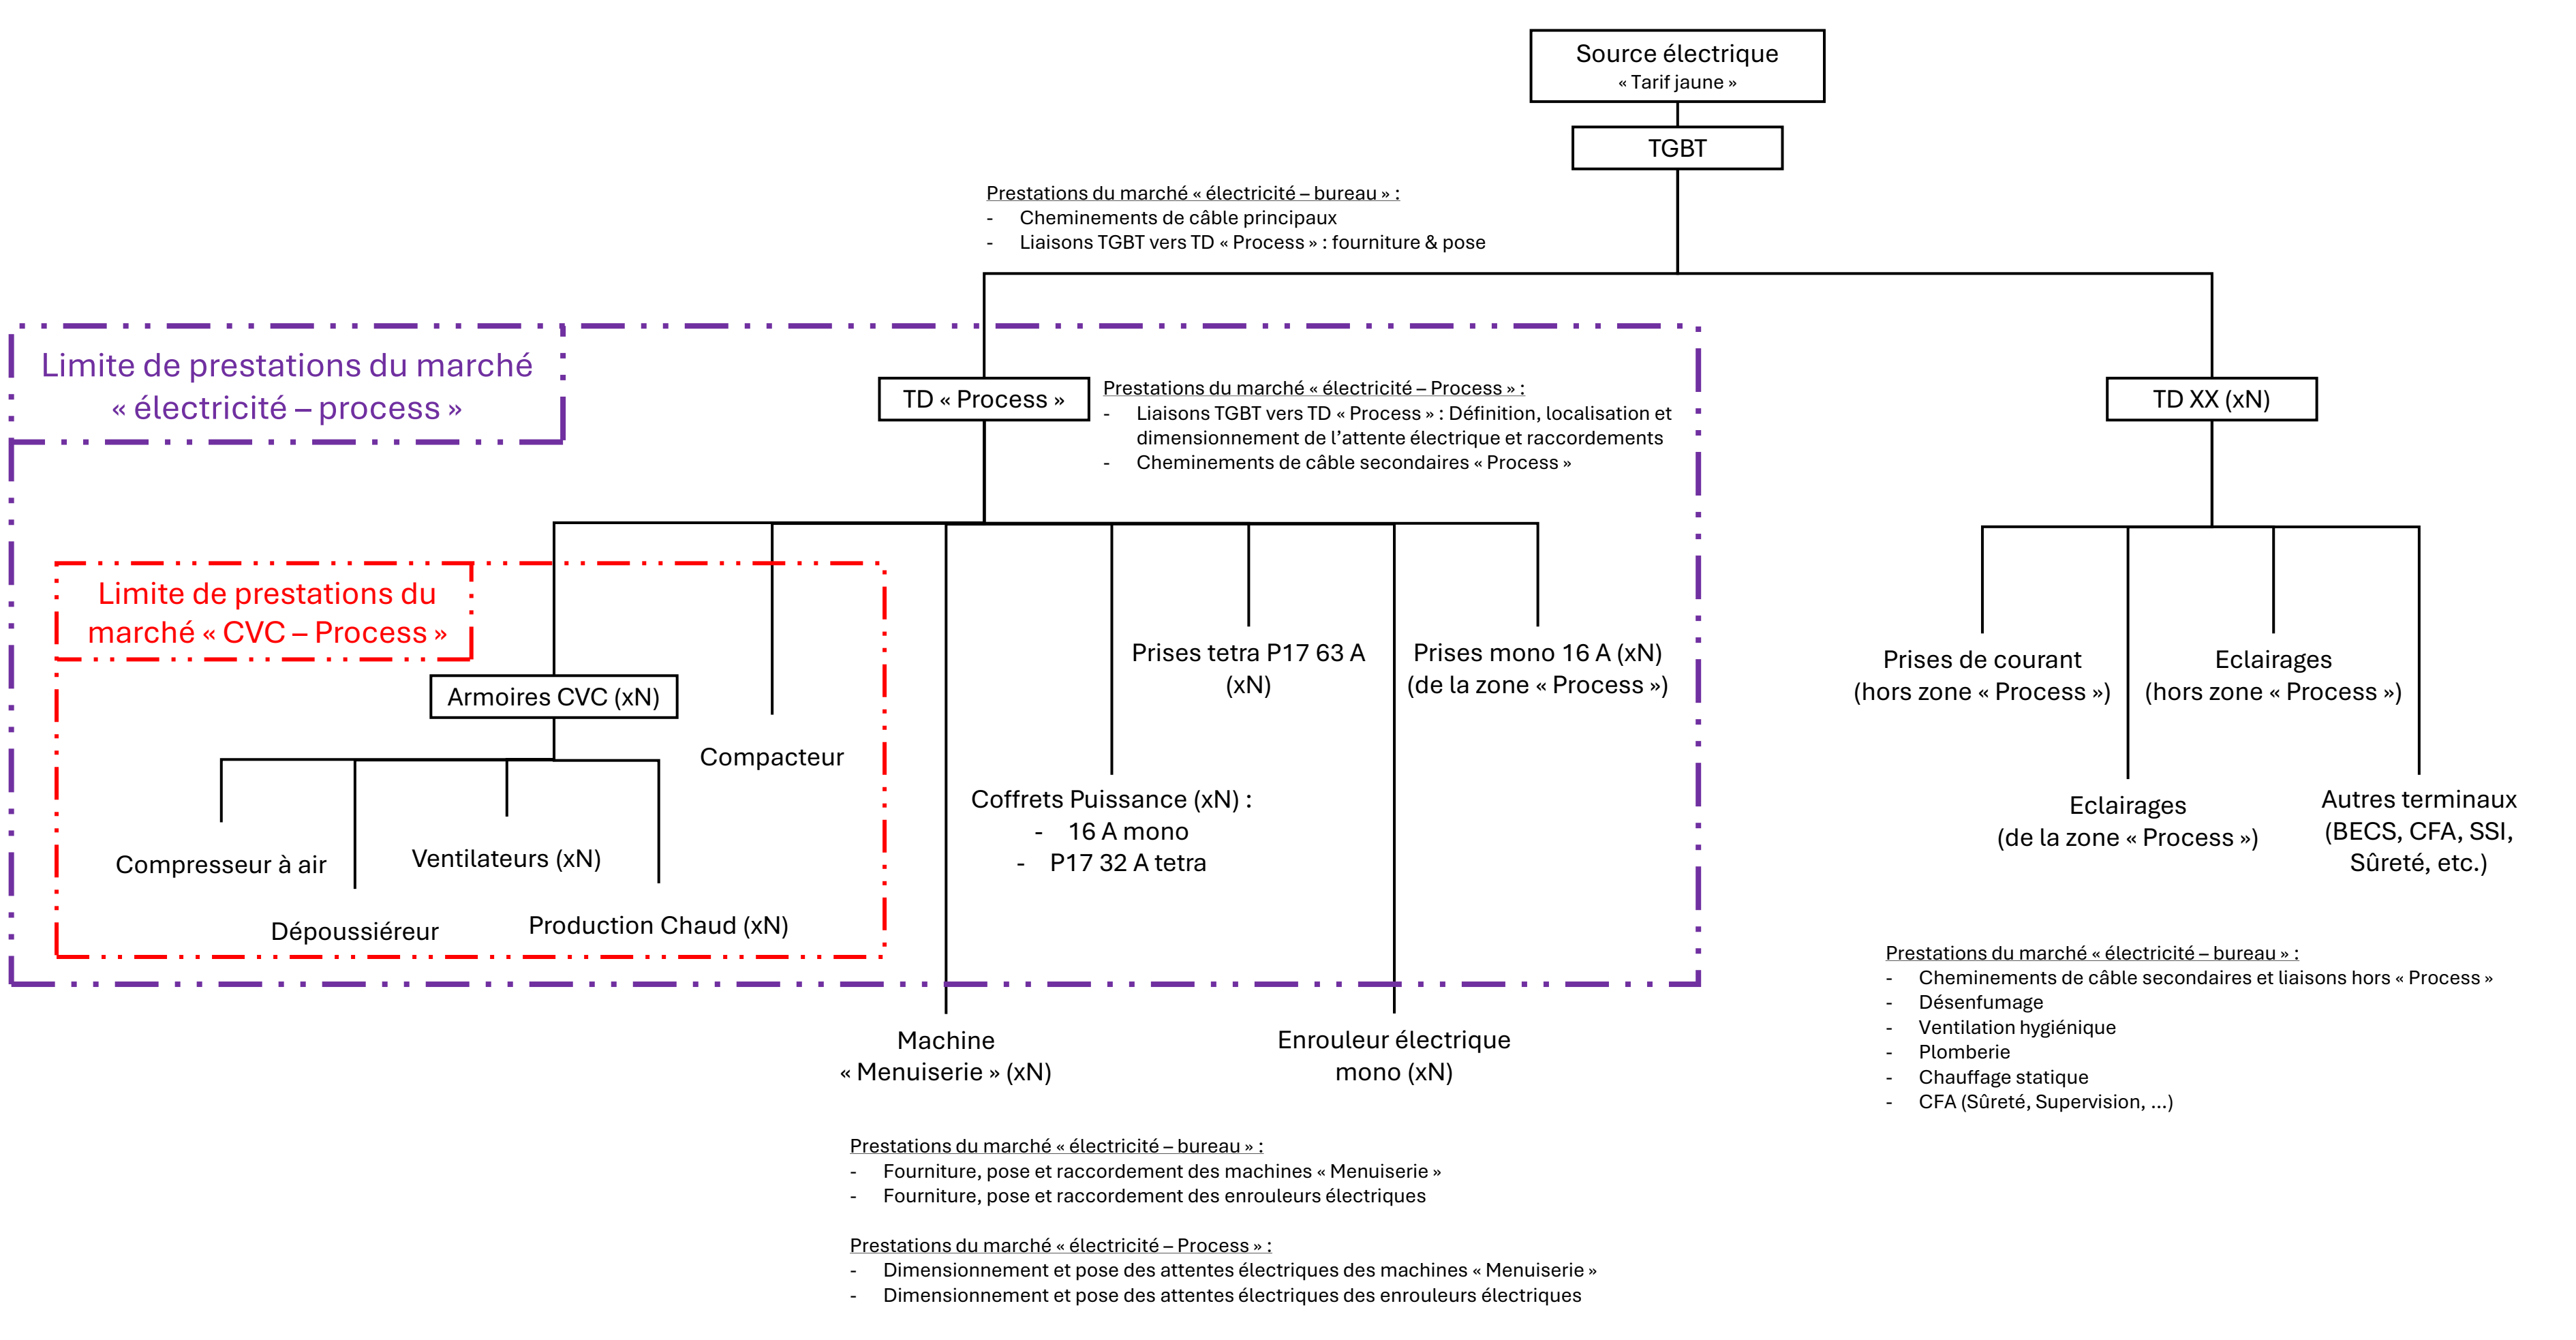 Source électrique
« Tarif jaune »
TGBT
Prestations du marché « électricité – bureau » :
- Cheminements de câble principaux
- Liaisons TGBT vers TD « Process » : fourniture & pose
Limite de prestations du marché
« électricité – process »
TD « Process »
Prestations du marché « électricité – Process » :
- Liaisons TGBT vers TD « Process » : Définition, localisation et
dimensionnement de l’attente électrique et raccordements
- Cheminements de câble secondaires « Process »
TD XX (xN)
Limite de prestations du
marché « CVC – Process »
Armoires CVC (xN)
Compacteur
Compresseur à air
Dépoussiéreur
Ventilateurs (xN)
Production Chaud (xN)
Prises tetra P17 63 A
(xN)
Prises mono 16 A (xN)
(de la zone « Process »)
Coffrets Puissance (xN) :
- 16 A mono
- P17 32 A tetra
Prises de courant
(hors zone « Process »)
Eclairages
(hors zone « Process »)
Eclairages
(de la zone « Process »)
Autres terminaux
(BECS, CFA, SSI,
Sûreté, etc.)
Machine
« Menuiserie » (xN)
Enrouleur électrique
mono (xN)
Prestations du marché « électricité – bureau » :
- Cheminements de câble secondaires et liaisons hors « Process »
- Désenfumage
- Ventilation hygiénique
- Plomberie
- Chauffage statique
- CFA (Sûreté, Supervision, …)
Prestations du marché « électricité – bureau » :
- Fourniture, pose et raccordement des machines « Menuiserie »
- Fourniture, pose et raccordement des enrouleurs électriques
Prestations du marché « électricité – Process » :
- Dimensionnement et pose des attentes électriques des machines « Menuiserie »
- Dimensionnement et pose des attentes électriques des enrouleurs électriques